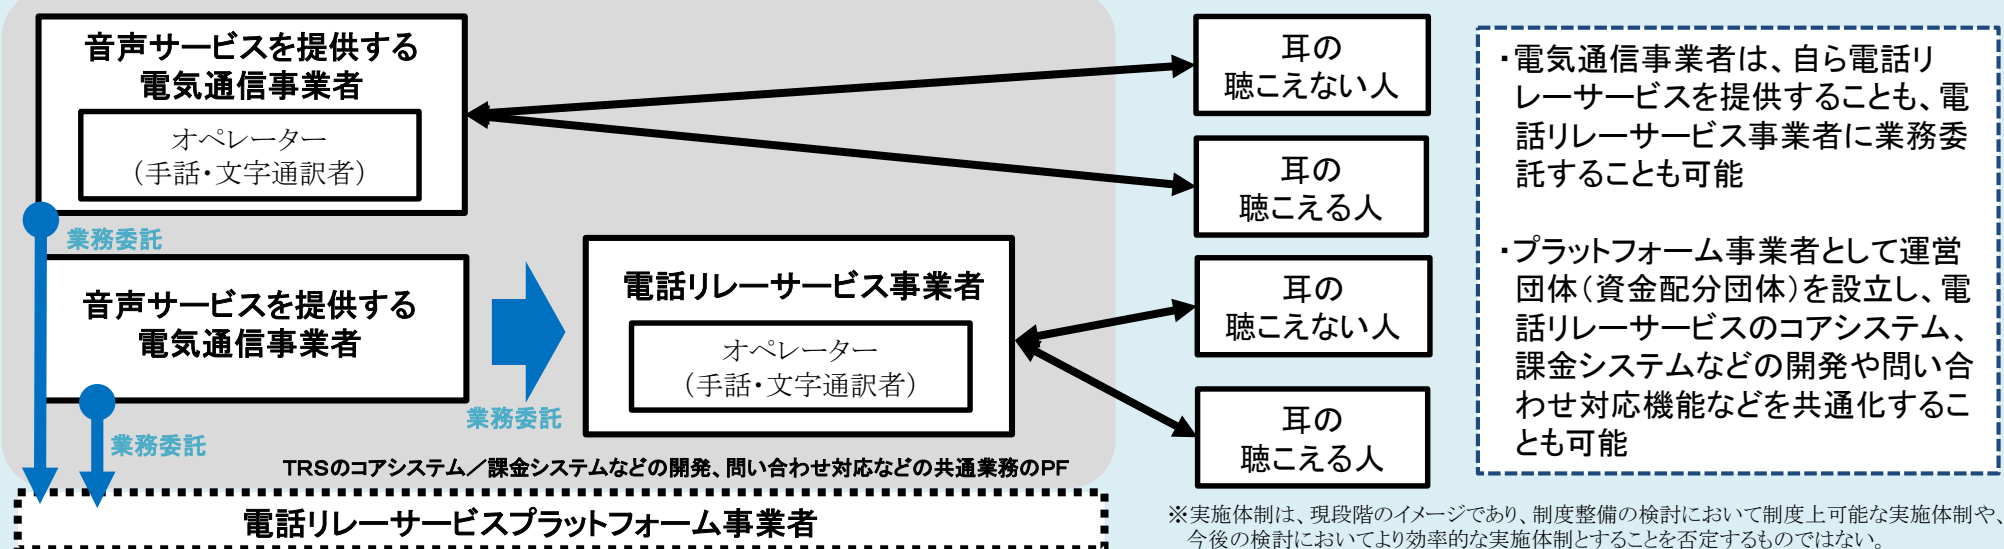 音声サービスを提供する
電気通信事業者
オペレーター
（手話・文字通訳者）
業務委託
音声サービスを提供する
電気通信事業者
業務委託
業務委託
電話リレーサービス事業者
オペレーター
（手話・文字通訳者）
TRSのコアシステム／課金システムなどの開発、問い合わせ対応などの共通業務のPF
電話リレーサービスプラットフォーム事業者
耳の
聴こえない人
耳の
聴こえる人
耳の
聴こえない人
耳の
聴こえる人
・電気通信事業者は、自ら電話リ
レーサービスを提供することも、電
話リレーサービス事業者に業務委
託することも可能
・プラットフォーム事業者として運営
団体（資金配分団体）を設立し、電
話リレーサービスのコアシステム、
課金システムなどの開発や問い合
わせ対応機能などを共通化するこ
とも可能
※実施体制は、現段階のイメージであり、制度整備の検討において制度上可能な実施体制や、
今後の検討においてより効率的な実施体制とすることを否定するものではない。